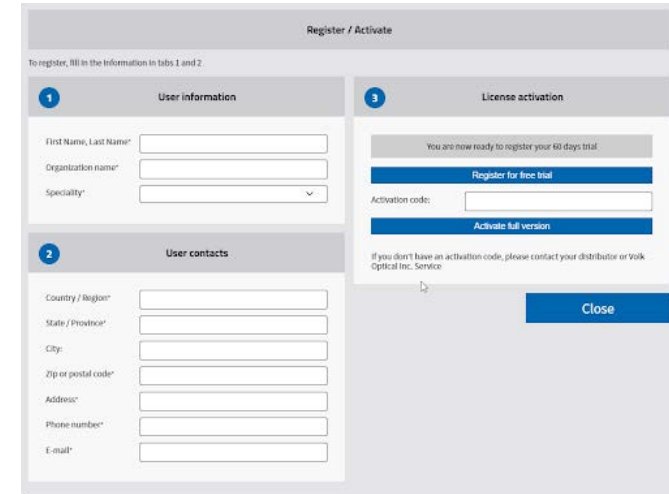 Register / Activate
To register, fill in the information in tabs 1 and 2
1
User information
First Name, Last Name*
Organization name*
Speciality*
2
User contacts
Country / Region*
State / Province*
City:
Zip or postal code*
Address*
Phone number*
E-mail*
3
License activation
You are now ready to register your 60 days trial
Register for free trial
Activation code:
Activate full version
If you don't have an activation code, please contact your distributor or Volk
Optical Inc. Service
Close